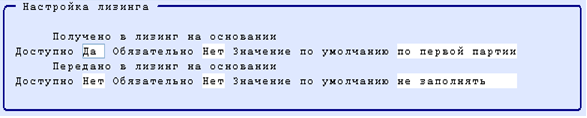 Настройка лизинга
Получено в лизинг на основании
Доступно Да Обязательно Нет Значение по умолчанию по первой партии
Передано в лизинг на основании
Доступно Нет Обязательно Нет Значение по умолчанию не заполнять